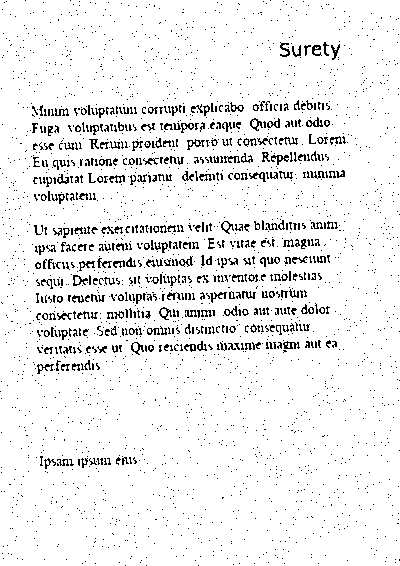 Surety
Minim voluptatum corrupti explicabo officia debitis.
Fuga voluptatibus est tempora eaque. Quod aut odio
esse cum. Rerum proident porro ut consectetur. Lorem
Eu quis ratione consectetur, assumenda. Repellendus
cupidatat Lorem pariatur deleniti consequatur minima
voluptatem.
Ut sapiente exercitationem velit. Quae blanditiis anim
ipsa facere autem voluptatem. Est vitae est, magna
officiis perferendis eiusmod. Id ipsa sit quo nesciunt
sequi. Delectus, sit voluptas ex inventore molestias.
Iusto tenetur voluptas rerum aspernatur nostrum
consectetur, mollitia. Qui animi odio aut aute dolor
voluptate. Sed non omnis distinctio consequatur
veritatis esse ut. Quo reiciendis maxime magni aut ea
perferendis
Ipsam ipsum eius